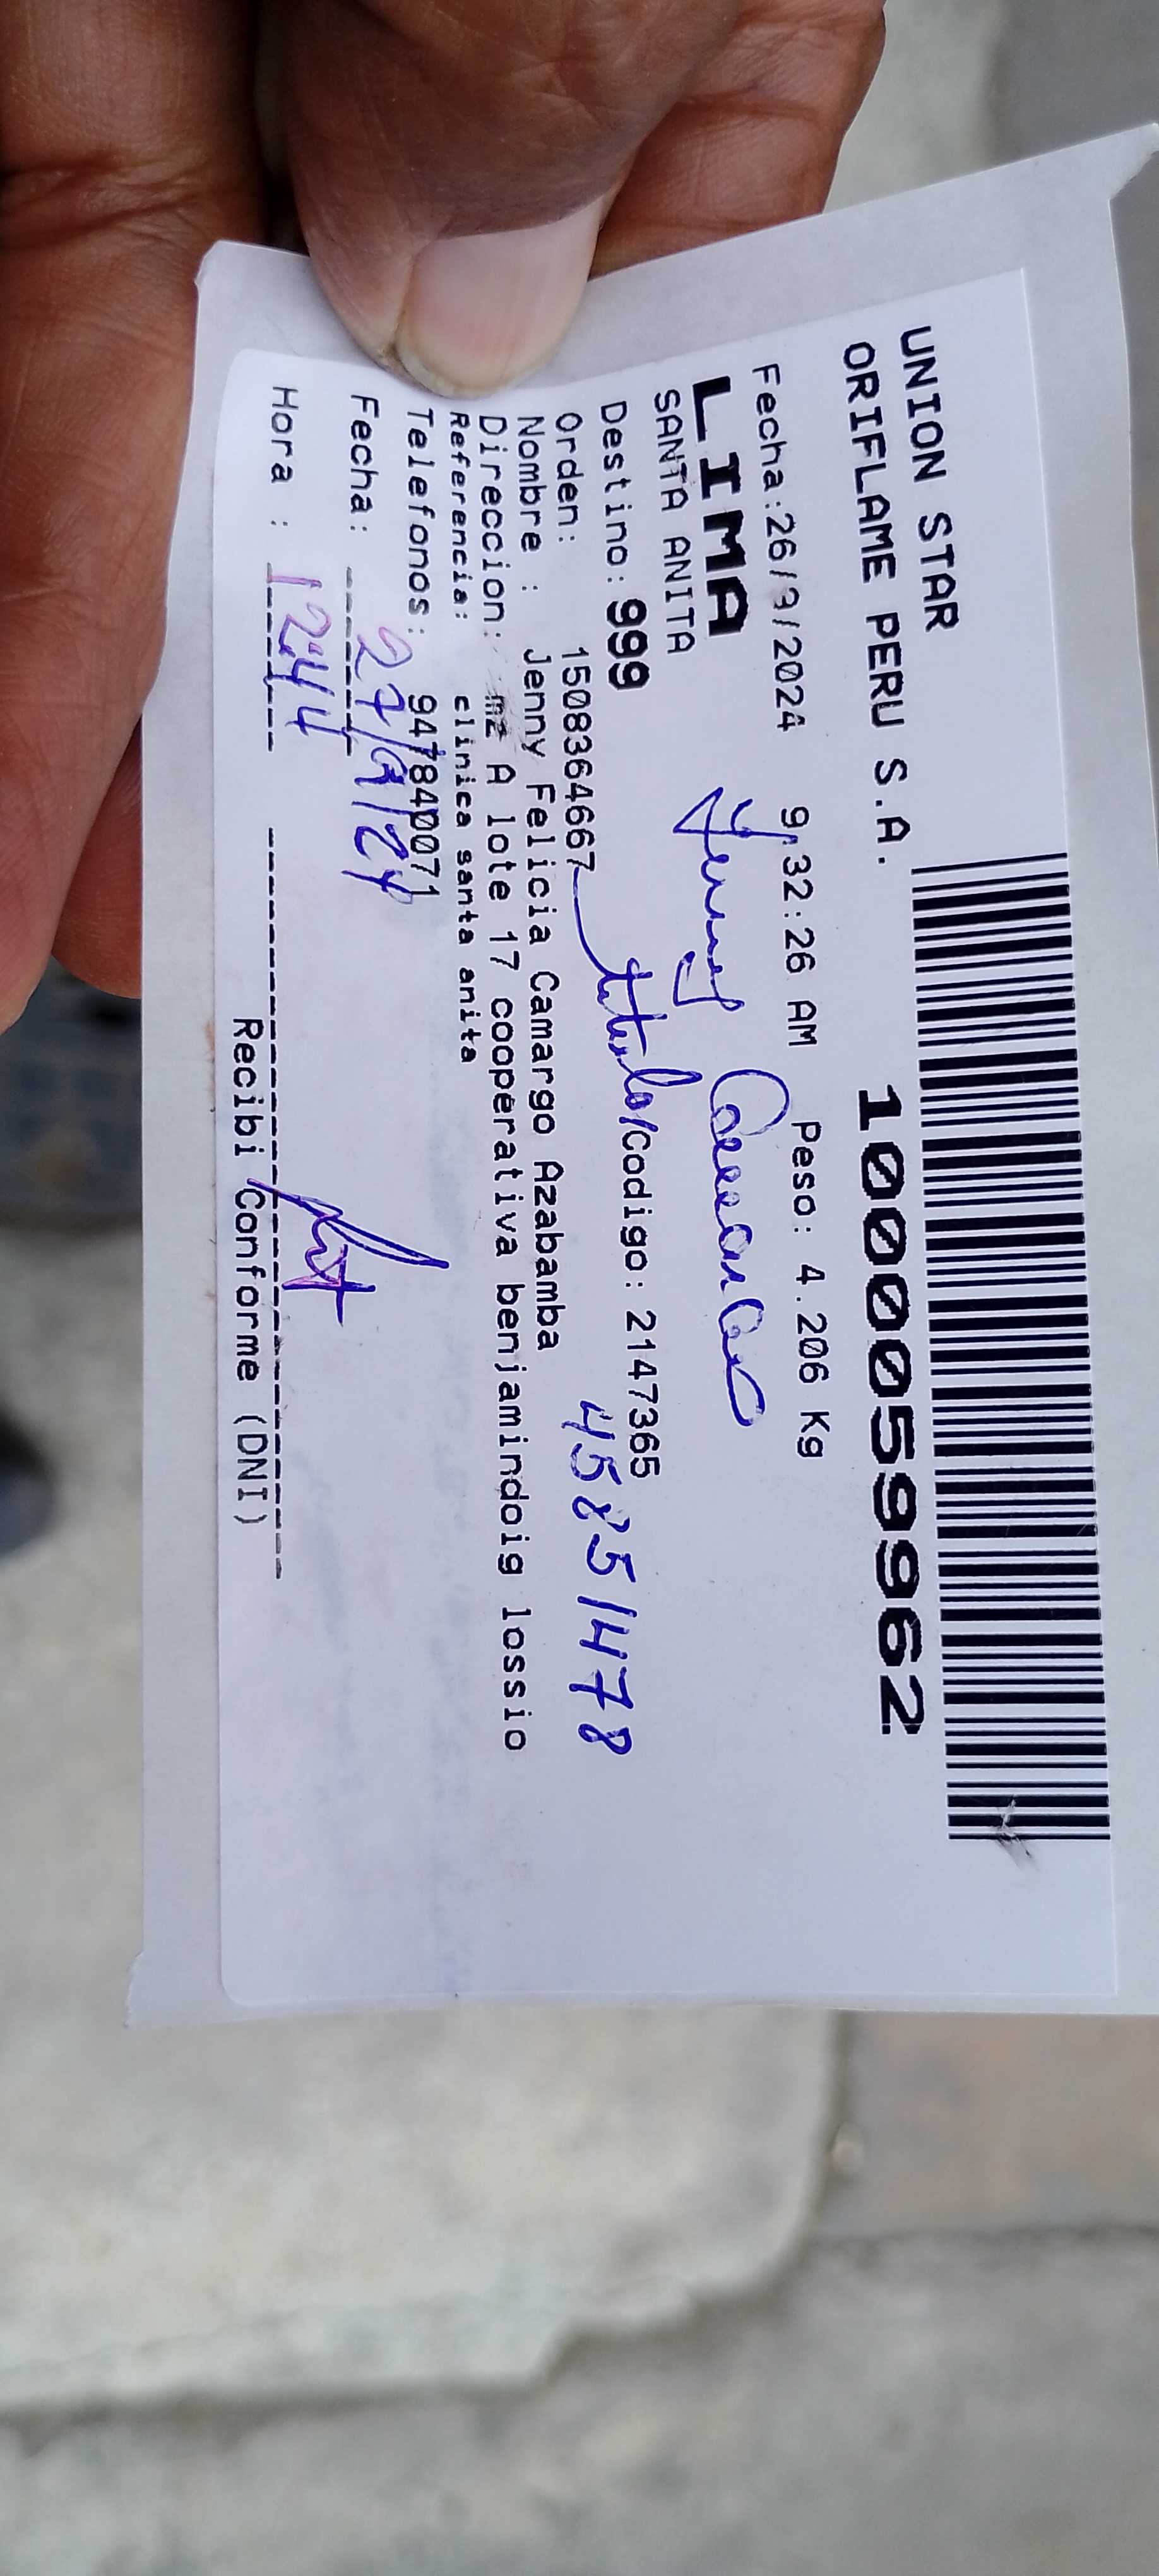 UNION STAR
ORIFLAME PERU S.A.
1000059962
Fecha:26/9/2024 9:32:26 AM Peso: 4.206 Kg
LIMA
SANTA ANITA
Jenny
Destino: 999 titular /Codigo: 2147365
Orden: 1508364667
45851478
Nombre : Jenny Felicia Camargo Azabamba
Direccion: mz A lote 17 cooperativa benjamindoig lossio
Referencia: clinica santa anita
Telefonos: 947840071
Fecha: 27/9/24
Hora : 12:44
Recibi Conforme (DNI)